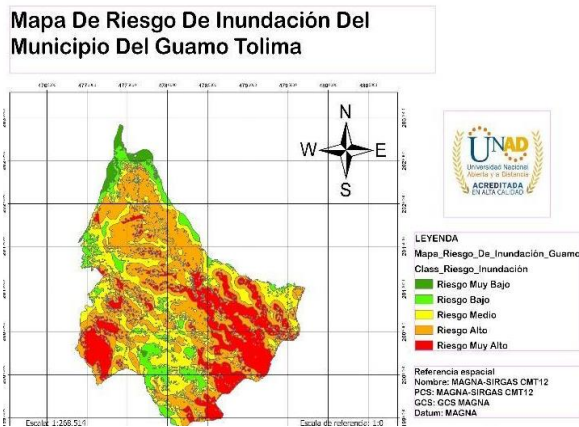 Mapa De Riesgo De Inundación Del
Municipio Del Guamo Tolima
N
W
E
S
UNAD
Universidad Nacional
Abierta y a Distancia
ACREDITADA
EN ALTA CALIDAD
LEYENDA
Mapa_Riesgo_De_Inundación_Guamo
Class_Riesgo_Inundación
Riesgo Muy Bajo
Riesgo Bajo
Riesgo Medio
Riesgo Alto
Riesgo Muy Alto
Referencia espacial
Nombre: MAGNA-SIRGAS CMT12
PCS: MAGNA-SIRGAS CMT12
GCS: GCS MAGNA
Datum: MAGNA
Escala: 1:268.514
Escala de referencia: 1:0